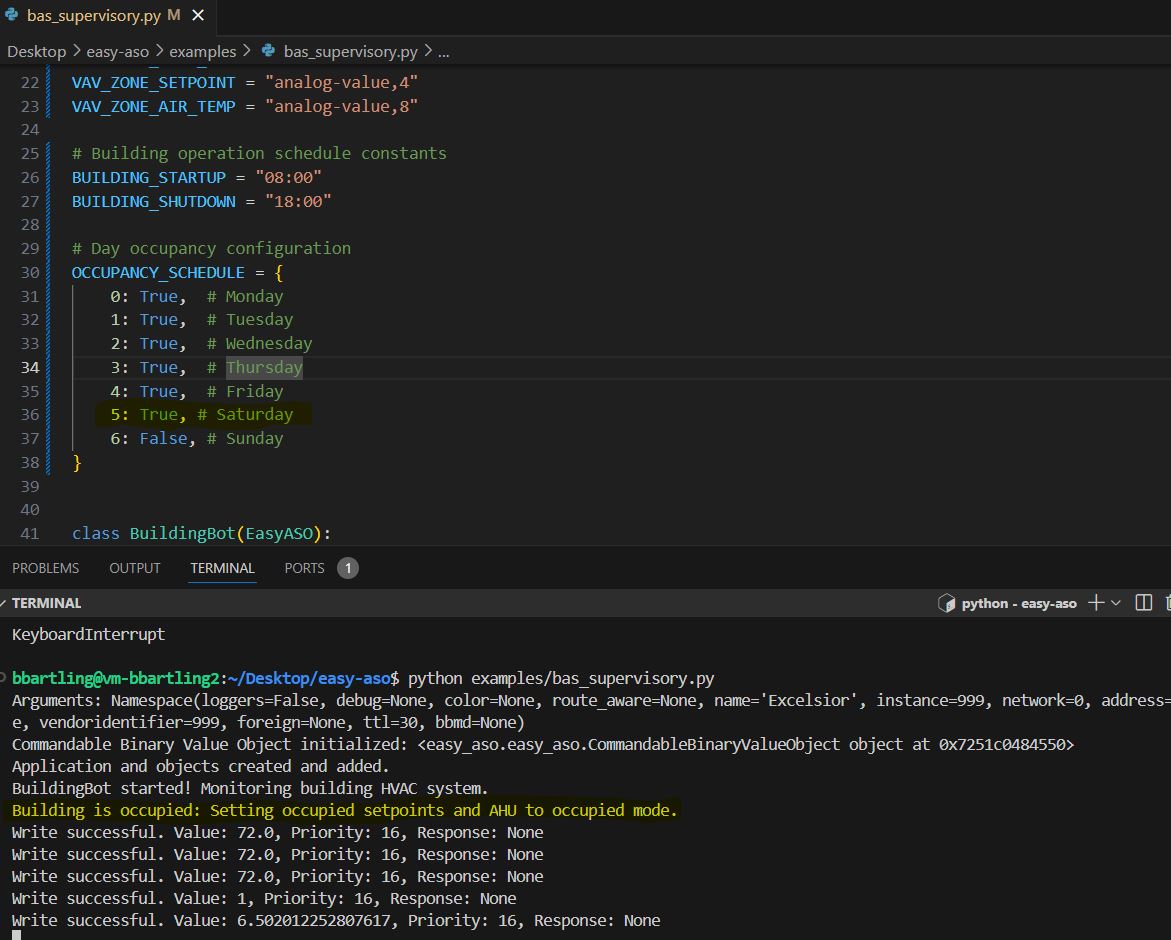 bas_supervisory.py M
Desktop > easy-aso > examples > bas_supervisory.py > ...
22 VAV_ZONE_SETPOINT = "analog-value,4"
23 VAV_ZONE_AIR_TEMP = "analog-value,8"
24
25 # Building operation schedule constants
26 BUILDING_STARTUP = "08:00"
27 BUILDING_SHUTDOWN = "18:00"
28
29 # Day occupancy configuration
30 OCCUPANCY_SCHEDULE = {
31     0: True,  # Monday
32     1: True,  # Tuesday
33     2: True,  # Wednesday
34     3: True,  # Thursday
35     4: True,  # Friday
36     5: True, # Saturday
37     6: False, # Sunday
38 }
39
40
41 class BuildingBot(EasyASO):
PROBLEMS OUTPUT TERMINAL PORTS 1
TERMINAL python - easy-aso
KeyboardInterrupt
bbartling@vm-bbartling2:~/Desktop/easy-aso$ python examples/bas_supervisory.py
Arguments: Namespace(loggers=False, debug=None, color=None, route_aware=None, name='Excelsior', instance=999, network=0, address=
e, vendoridentifier=999, foreign=None, ttl=30, bbmd=None)
Commandable Binary Value Object initialized: <easy_aso.easy_aso.CommandableBinaryValueObject object at 0x7251c0484550>
Application and objects created and added.
BuildingBot started! Monitoring building HVAC system.
Building is occupied: Setting occupied setpoints and AHU to occupied mode.
Write successful. Value: 72.0, Priority: 16, Response: None
Write successful. Value: 72.0, Priority: 16, Response: None
Write successful. Value: 72.0, Priority: 16, Response: None
Write successful. Value: 1, Priority: 16, Response: None
Write successful. Value: 6.502012252807617, Priority: 16, Response: None